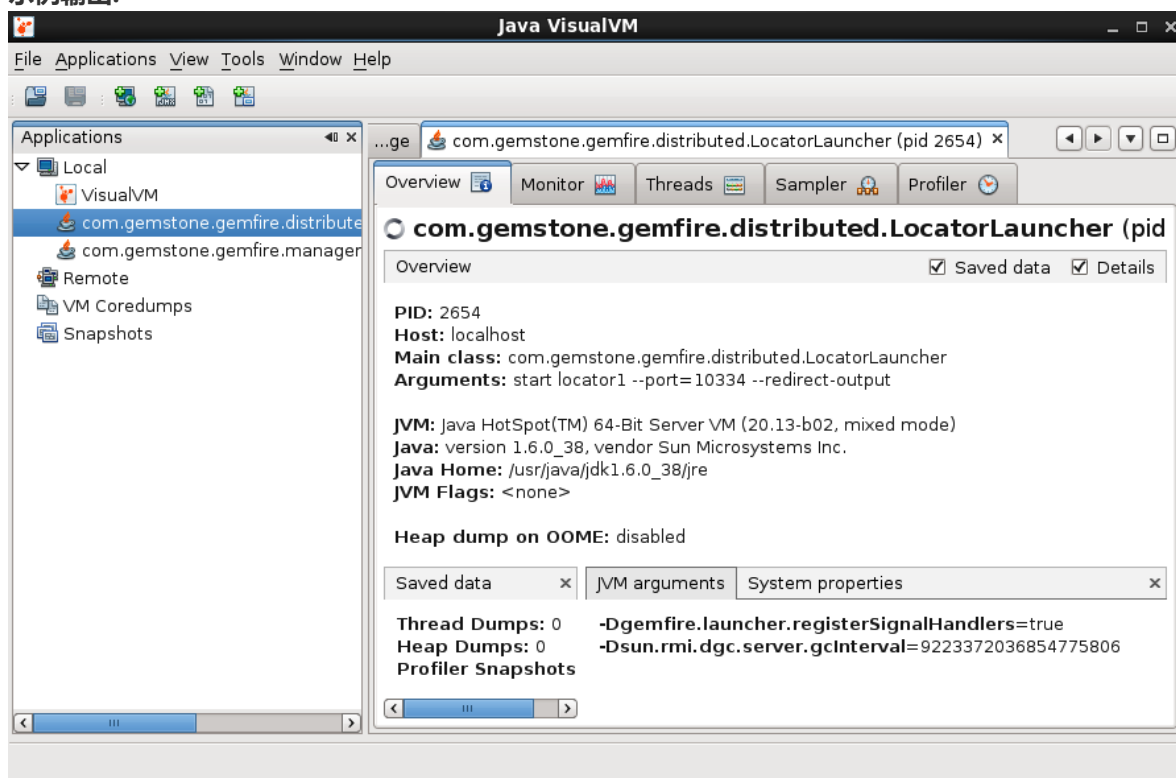 示例输出:
Java VisualVM
File Applications View Tools Window Help
Applications
Local
VisualVM
com.gemstone.gemfire.distribute
com.gemstone.gemfire.manager
Remote
VM Coredumps
Snapshots
...ge com.gemstone.gemfire.distributed.LocatorLauncher (pid 2654)
Overview Monitor Threads Sampler Profiler
com.gemstone.gemfire.distributed.LocatorLauncher (pid
Overview Saved data Details
PID: 2654
Host: localhost
Main class: com.gemstone.gemfire.distributed.LocatorLauncher
Arguments: start locator1 --port=10334 --redirect-output
JVM: Java HotSpot(TM) 64-Bit Server VM (20.13-b02, mixed mode)
Java: version 1.6.0_38, vendor Sun Microsystems Inc.
Java Home: /usr/java/jdk1.6.0_38/jre
JVM Flags: <none>
Heap dump on OOME: disabled
Saved data
Thread Dumps: 0
Heap Dumps: 0
Profiler Snapshots
JVM arguments System properties
-Dgemfire.launcher.registerSignalHandlers=true
-Dsun.rmi.dgc.server.gcInterval=9223372036854775806